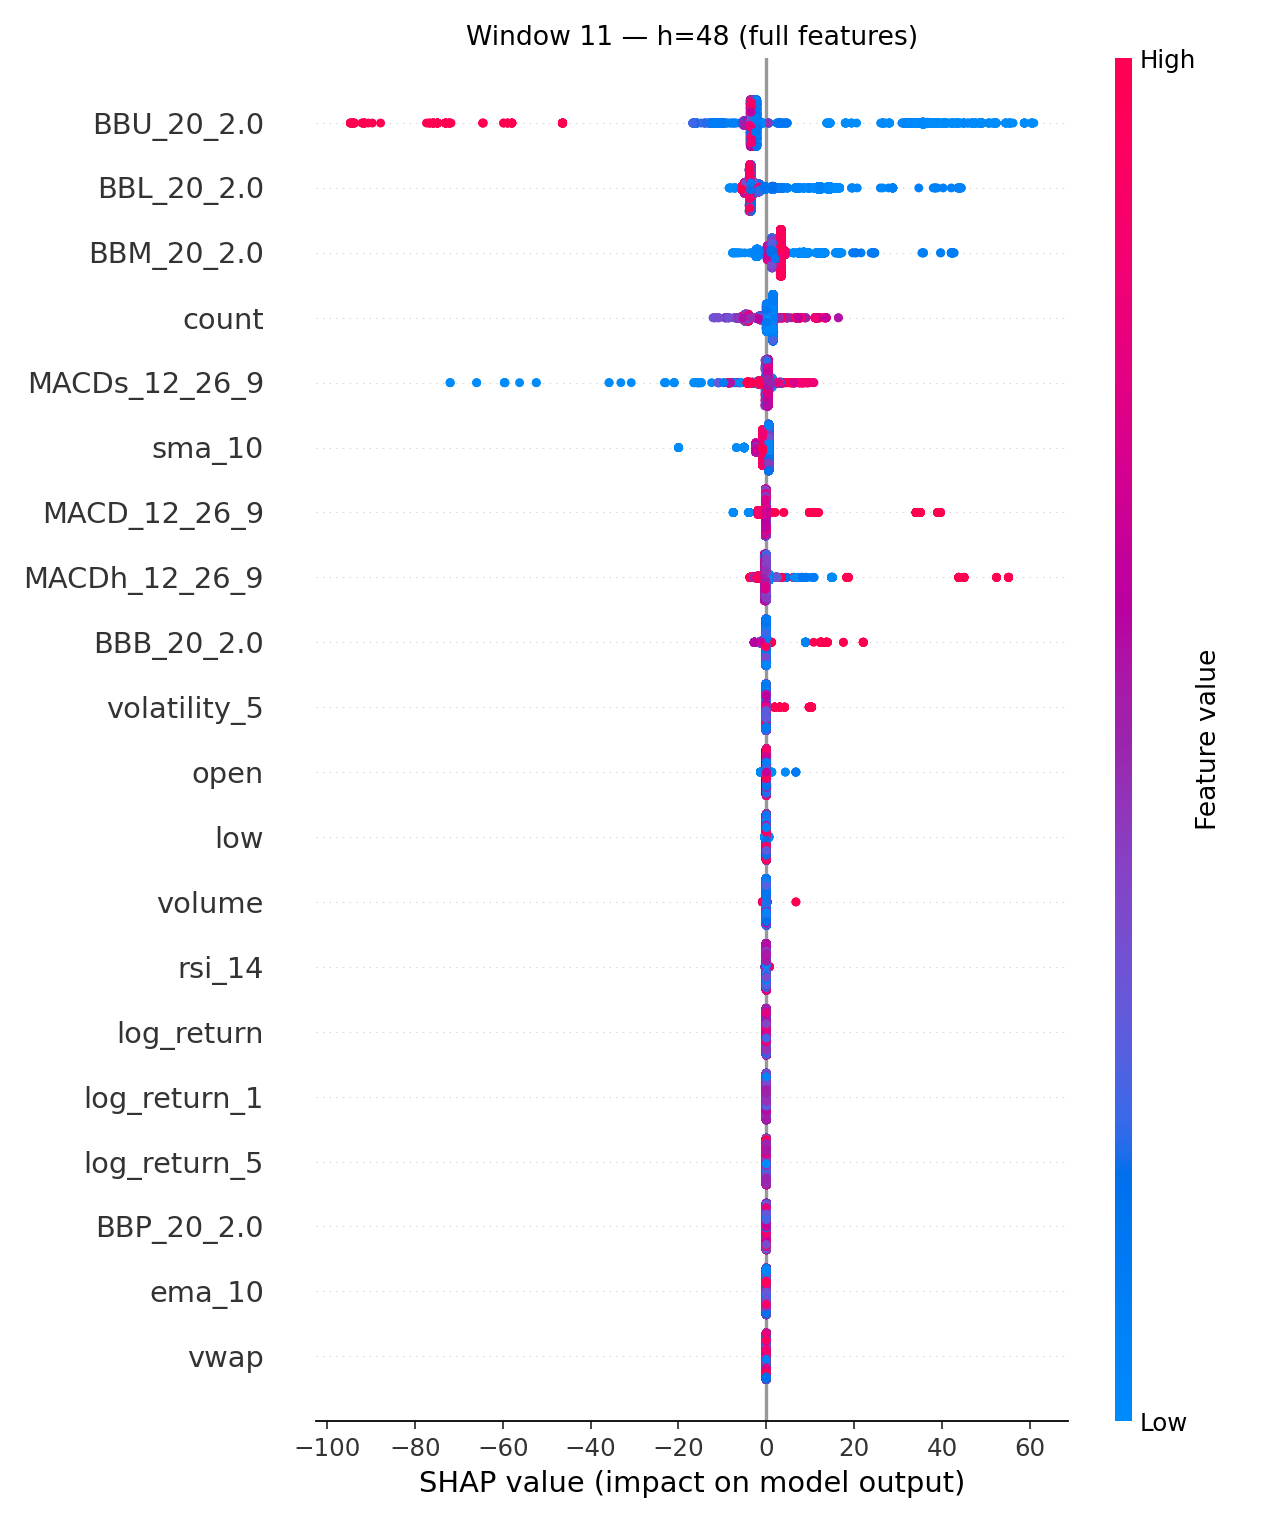 Window 11 — h=48 (full features)
High
BBU_20_2.0
BBL_20_2.0
BBM_20_2.0
count
MACDs_12_26_9
sma_10
MACD_12_26_9
MACDh_12_26_9
BBB_20_2.0
volatility_5
open
low
volume
rsi_14
log_return
log_return_1
log_return_5
BBP_20_2.0
ema_10
vwap
Feature value
Low
−100 −80 −60 −40 −20 0 20 40 60
SHAP value (impact on model output)